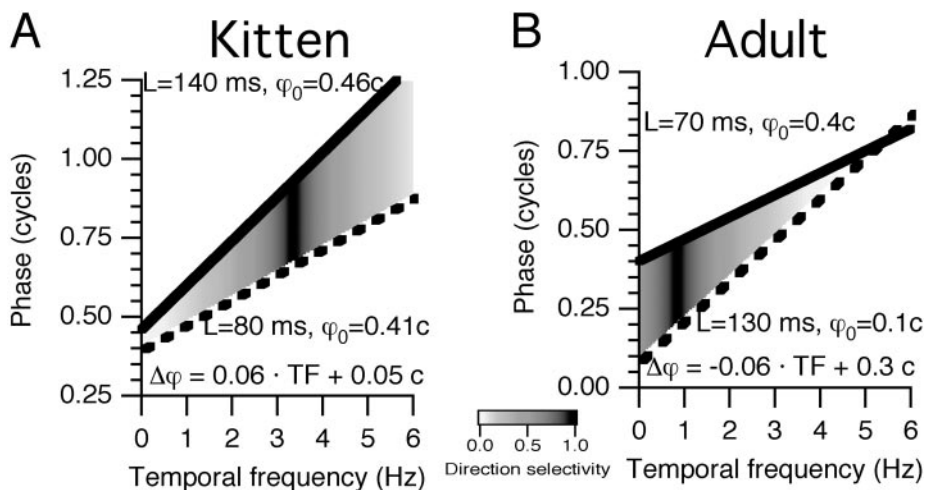 A Kitten
L=140 ms, φ₀=0.46c
1.25
1.00
0.75
0.50
0.25
Phase (cycles)
L=80 ms, φ₀=0.41c
Δφ = 0.06 · TF + 0.05 c
0 1 2 3 4 5 6
Temporal frequency (Hz)
0.0 0.5 1.0
Direction selectivity
B Adult
1.00
0.75
0.50
0.25
0.00
Phase (cycles)
L=70 ms, φ₀=0.4c
L=130 ms, φ₀=0.1c
Δφ = -0.06 · TF + 0.3 c
0 1 2 3 4 5 6
Temporal frequency (Hz)